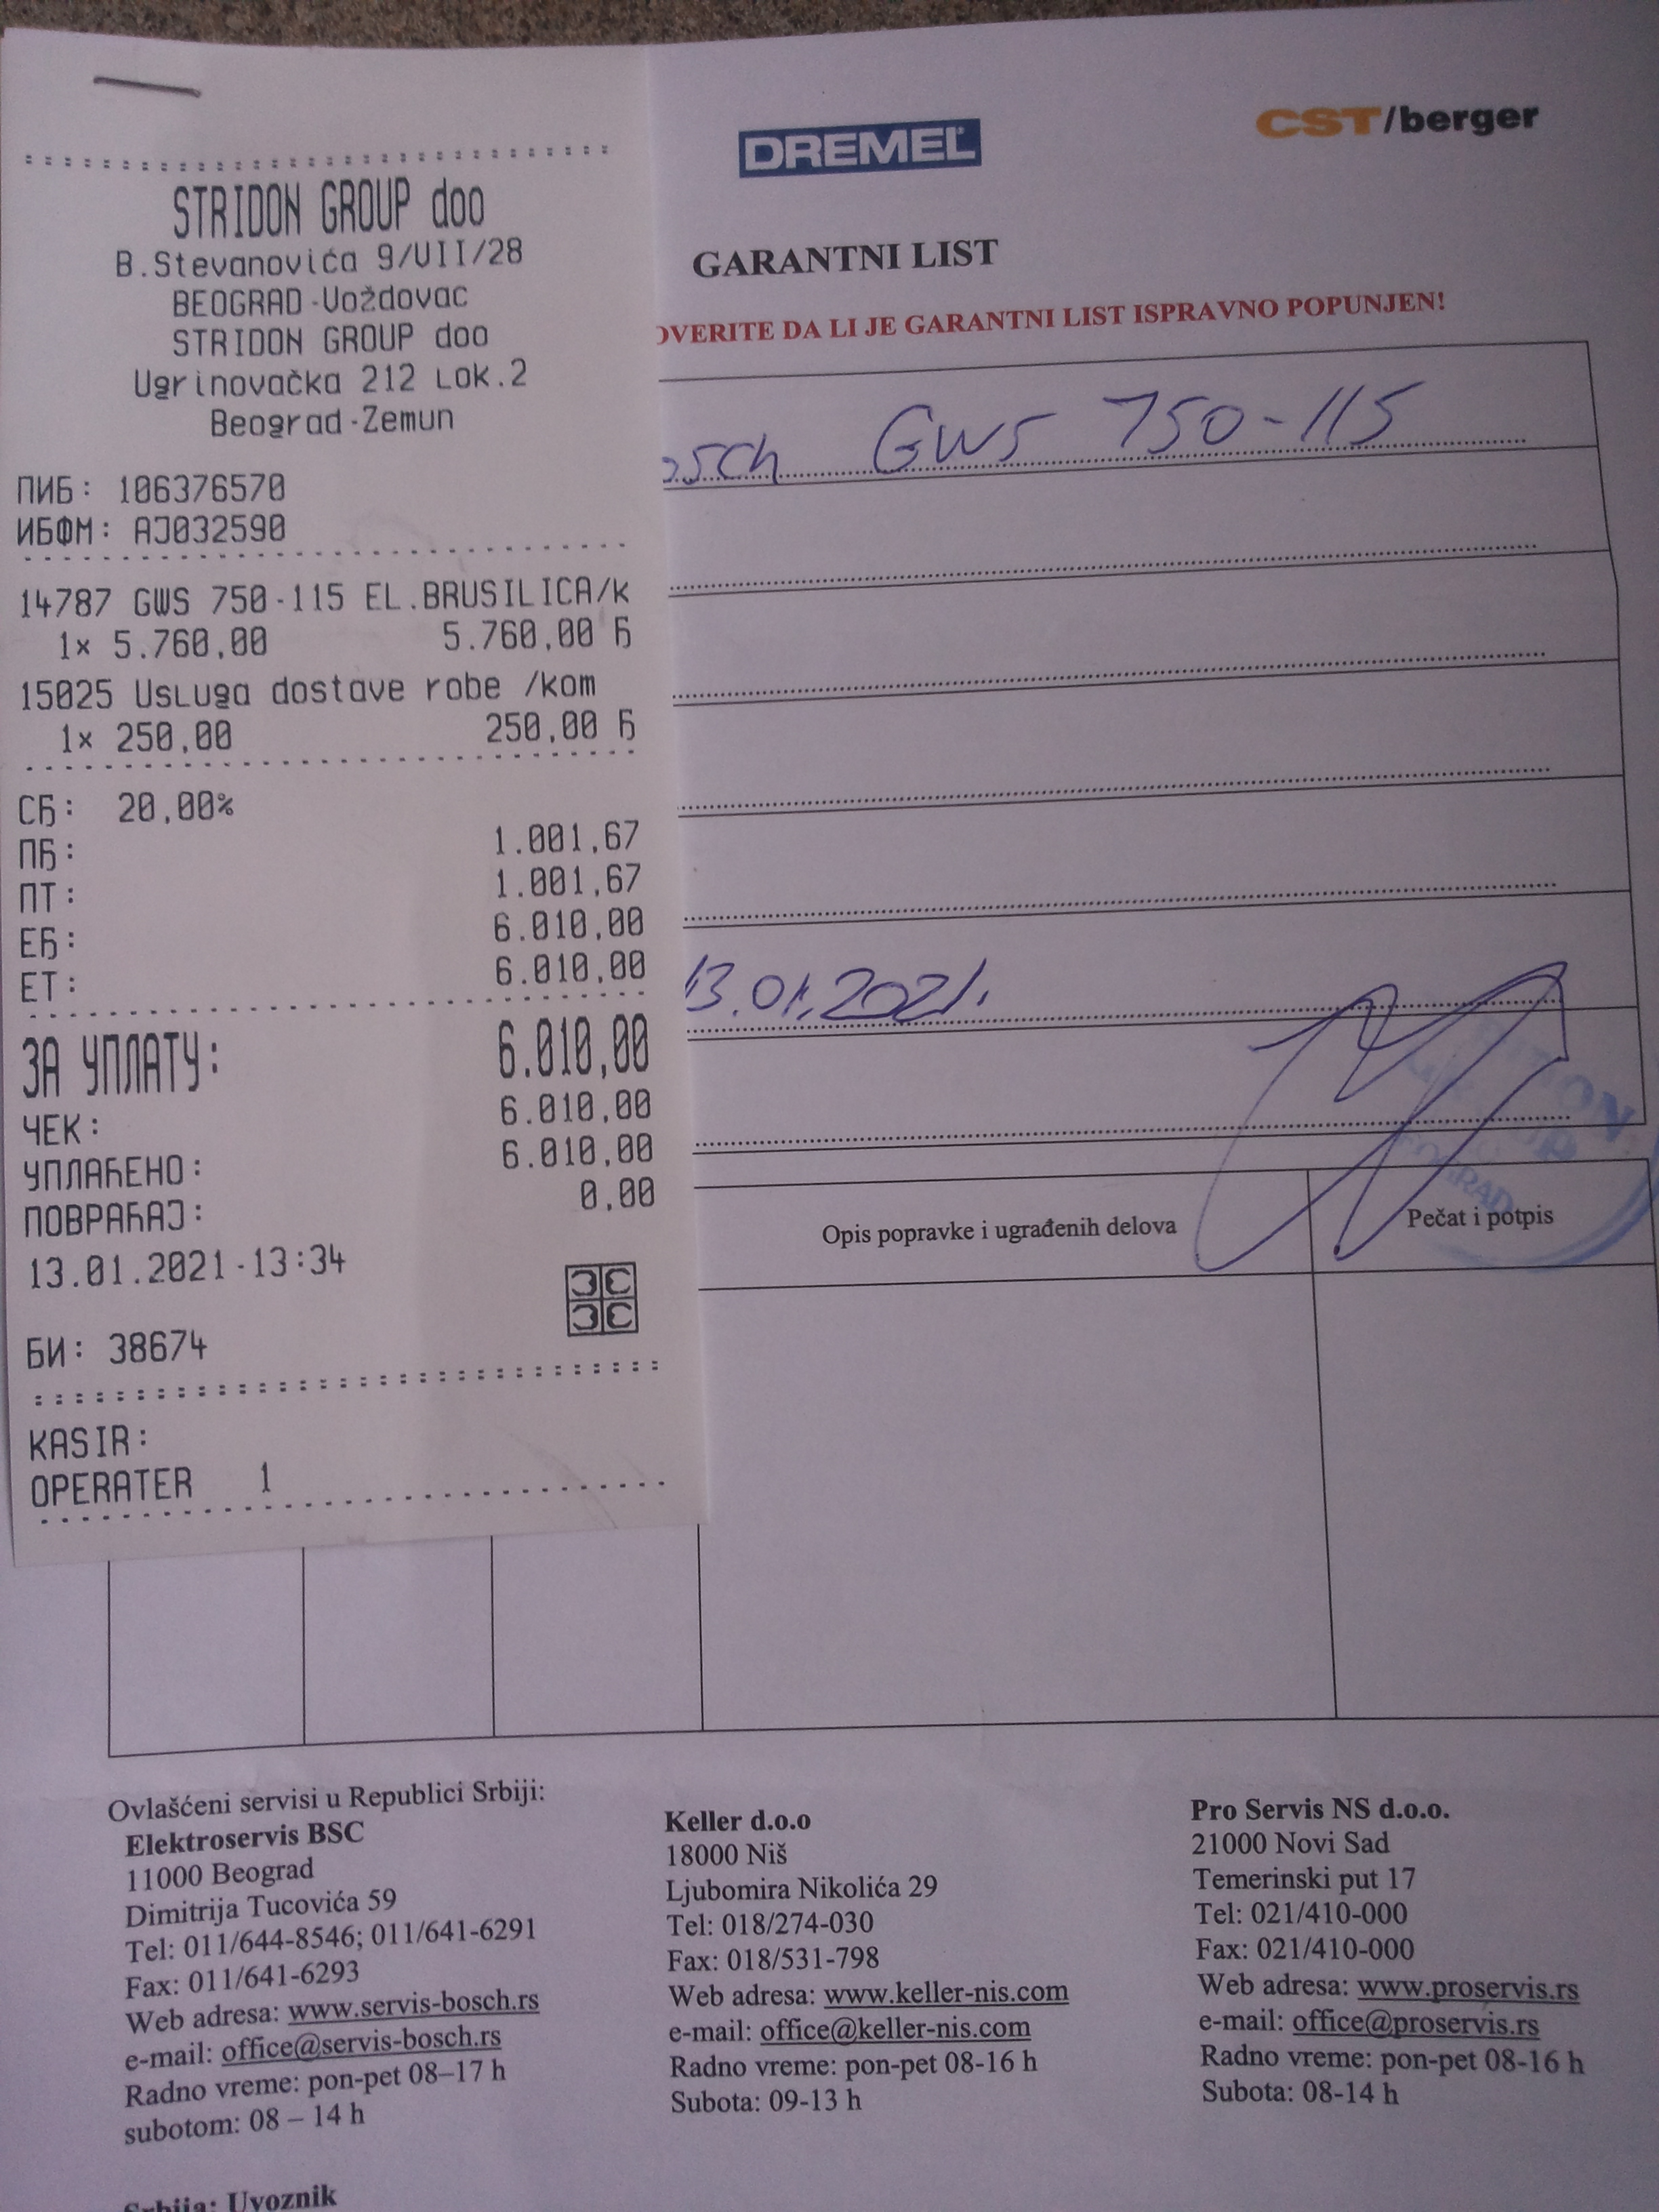 STRIDON GROUP doo
B.Stevanovića 9/VII/28
BEOGRAD-Voždovac
STRIDON GROUP doo
Ugrinovačka 212 Lok.2
Beograd-Zemun
ПИБ: 106376570
ИБФМ: AJ032590
14787 GWS 750-115 EL.BRUSILICA/k
1x 5.760,00 5.760,00 Ђ
15025 Usluga dostave robe /kom
1x 250,00 250,00 Ђ
СЂ: 20,00%
ПЂ: 1.001,67
ПТ: 1.001,67
ЕЂ: 6.010,00
ЕТ: 6.010,00
ЗА УПЛАТУ: 6.010,00
ЧЕК: 6.010,00
УПЛАЋЕНО: 6.010,00
ПОВРАЋАЈ: 0,00
13.01.2021-13:34
БИ: 38674
KASIR:
OPERATER 1
DREMEL
CST/berger
GARANTNI LIST
DA LI JE GARANTNI LIST ISPRAVNO POPUNJEN!
GWS 750-115
13.01.2021.
Opis popravke i ugrađenih delova
Pečat i potpis
Ovlašćeni servisi u Republici Srbiji:
Elektroservis BSC
11000 Beograd
Dimitrija Tucovića 59
Tel: 011/644-8546; 011/641-6291
Fax: 011/641-6293
Web adresa: www.servis-bosch.rs
e-mail: office@servis-bosch.rs
Radno vreme: pon-pet 08–17 h
subotom: 08 – 14 h
Keller d.o.o
18000 Niš
Ljubomira Nikolića 29
Tel: 018/274-030
Fax: 018/531-798
Web adresa: www.keller-nis.com
e-mail: office@keller-nis.com
Radno vreme: pon-pet 08-16 h
Subota: 09-13 h
Pro Servis NS d.o.o.
21000 Novi Sad
Temerinski put 17
Tel: 021/410-000
Fax: 021/410-000
Web adresa: www.proservis.rs
e-mail: office@proservis.rs
Radno vreme: pon-pet 08-16 h
Subota: 08-14 h
Srbija: Uvoznik